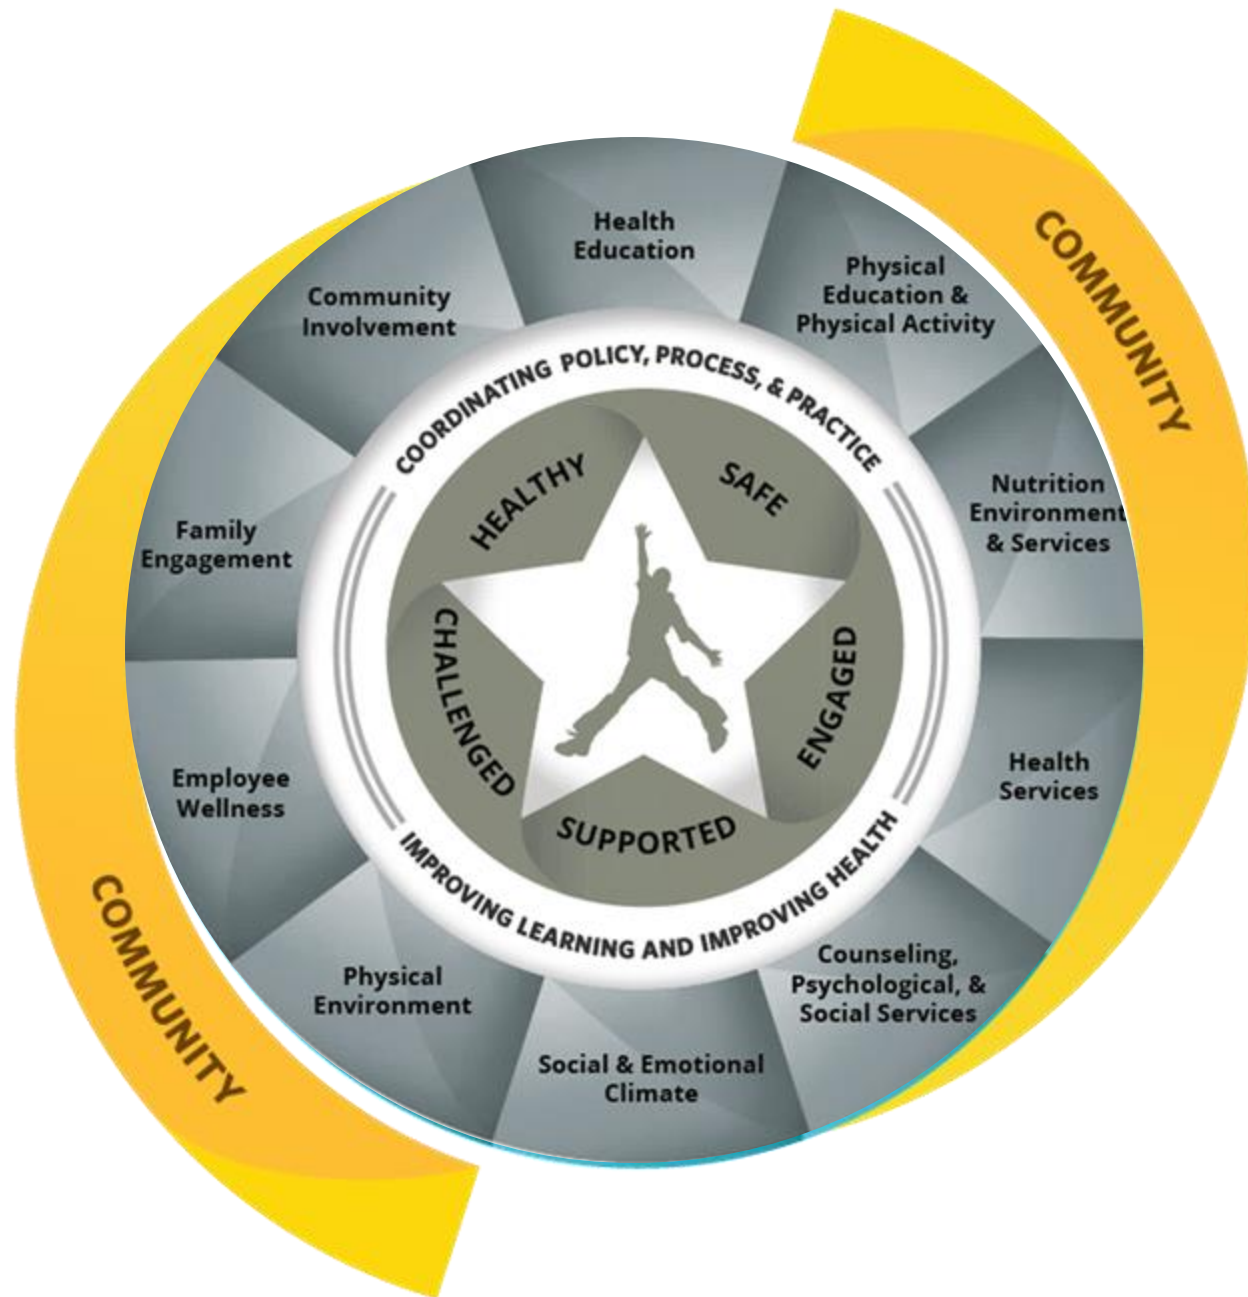 COMMUNITY
Health
Education
Physical
Education &
Physical Activity
Nutrition
Environment
& Services
Health
Services
Counseling,
Psychological, &
Social Services
Social & Emotional
Climate
Physical
Environment
Employee
Wellness
Family
Engagement
Community
Involvement
COORDINATING POLICY, PROCESS, & PRACTICE
IMPROVING LEARNING AND IMPROVING HEALTH
HEALTHY
SAFE
ENGAGED
SUPPORTED
CHALLENGED
COMMUNITY